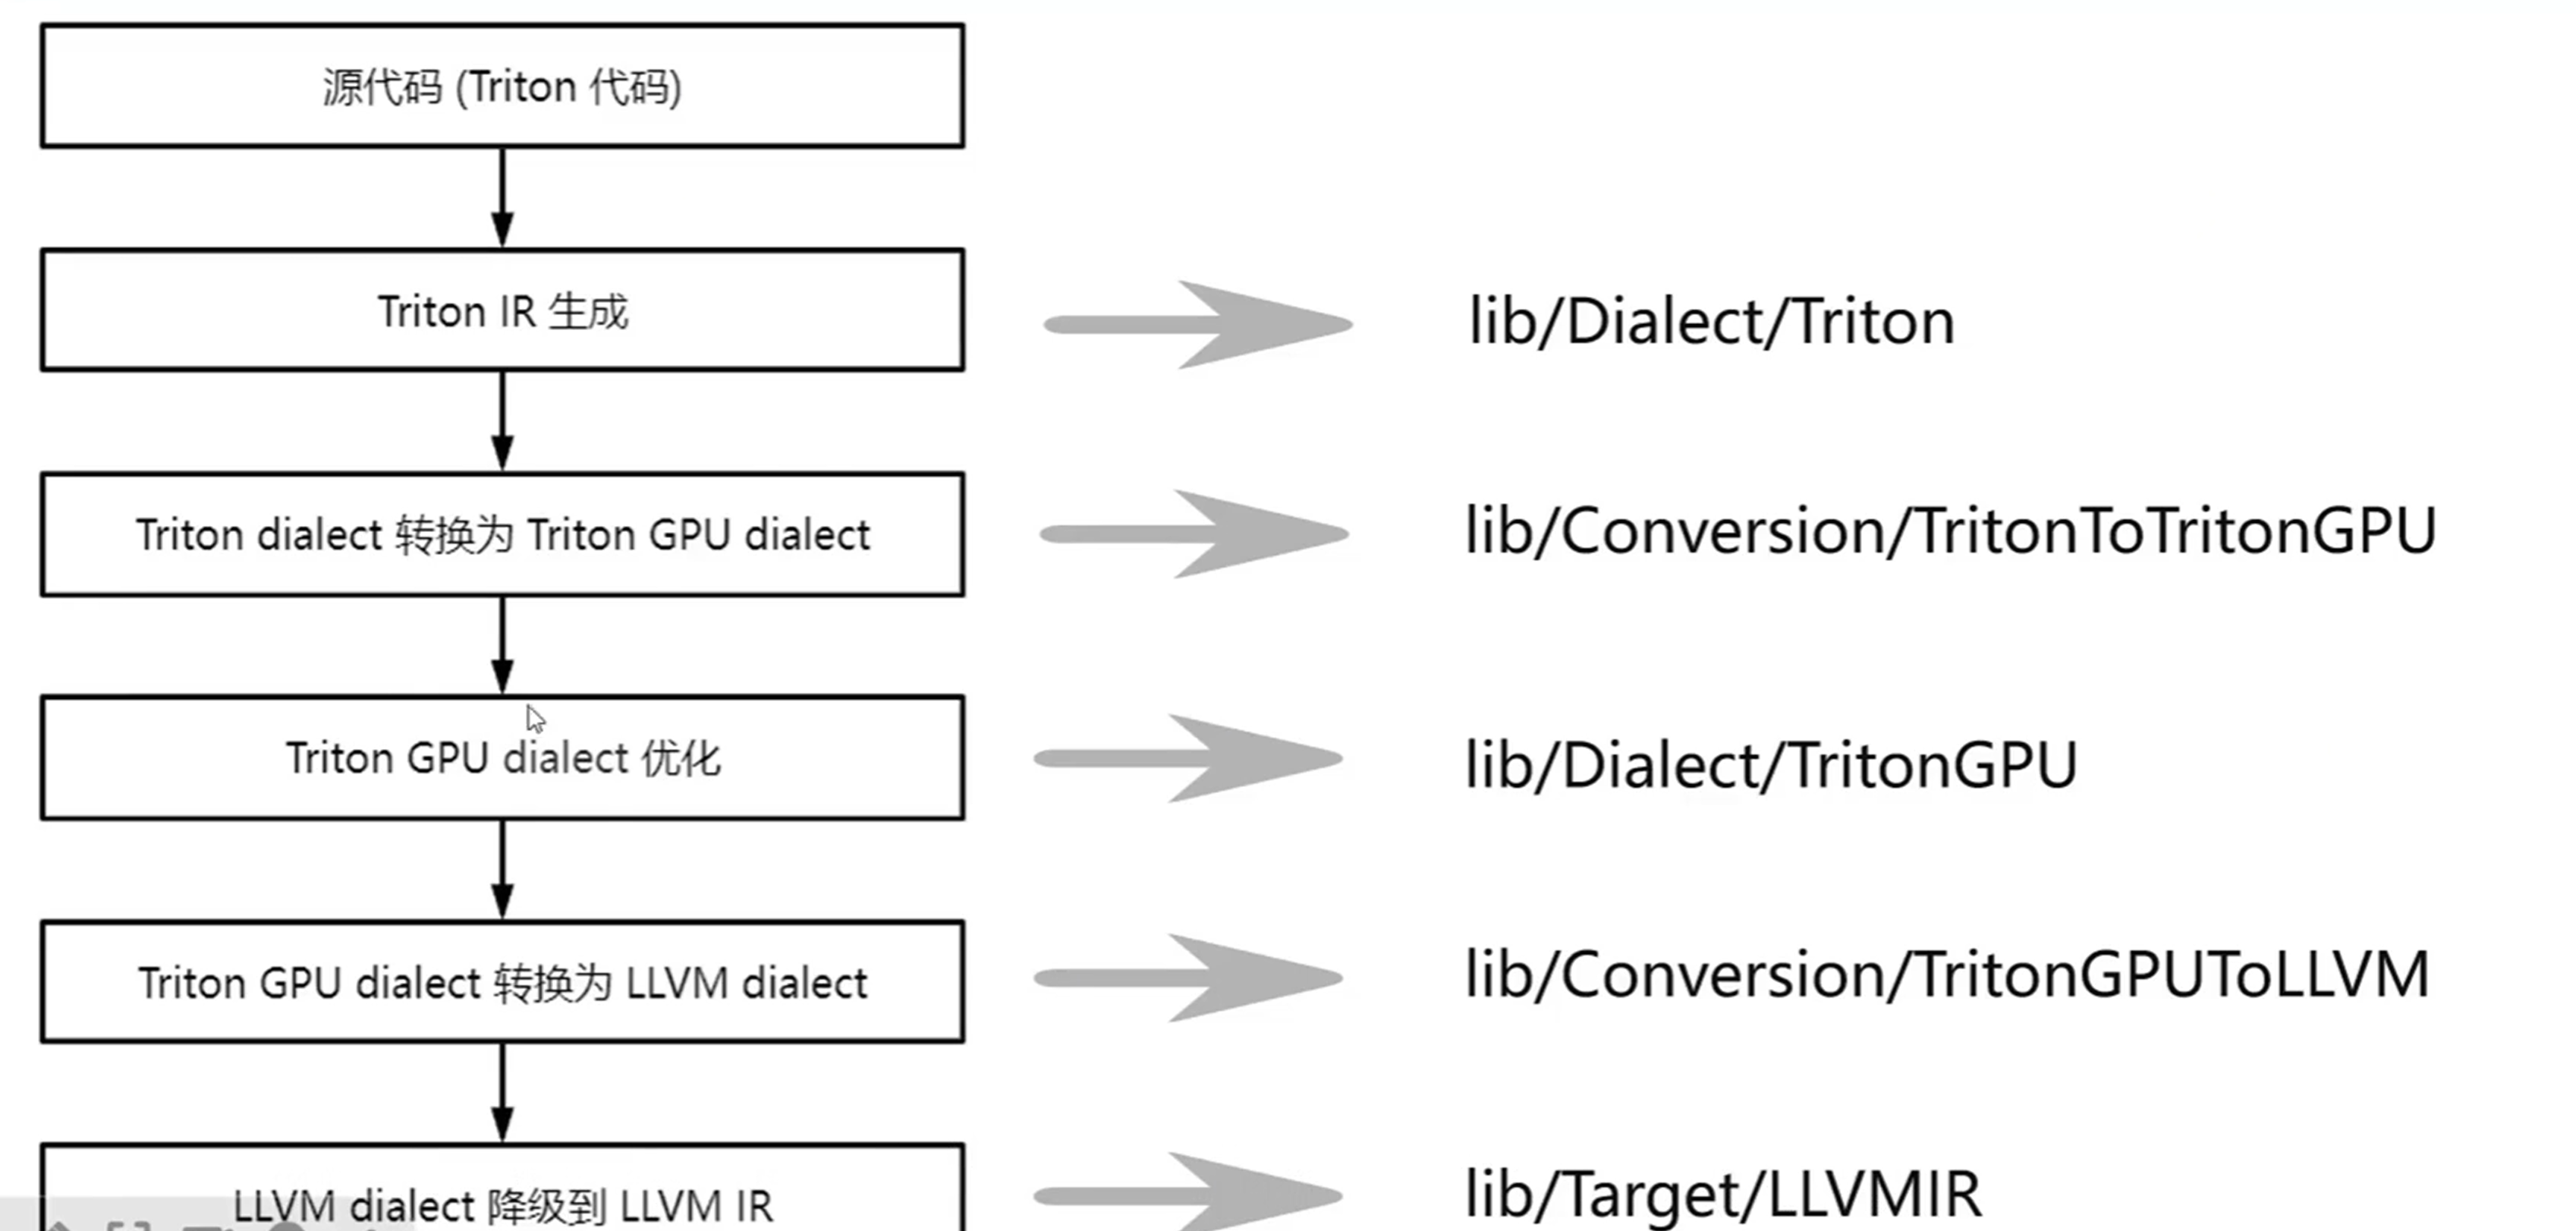 源代码 (Triton 代码)
Triton IR 生成
lib/Dialect/Triton
Triton dialect 转换为 Triton GPU dialect
lib/Conversion/TritonToTritonGPU
Triton GPU dialect 优化
lib/Dialect/TritonGPU
Triton GPU dialect 转换为 LLVM dialect
lib/Conversion/TritonGPUToLLVM
LLVM dialect 降级到 LLVM IR
lib/Target/LLVMIR